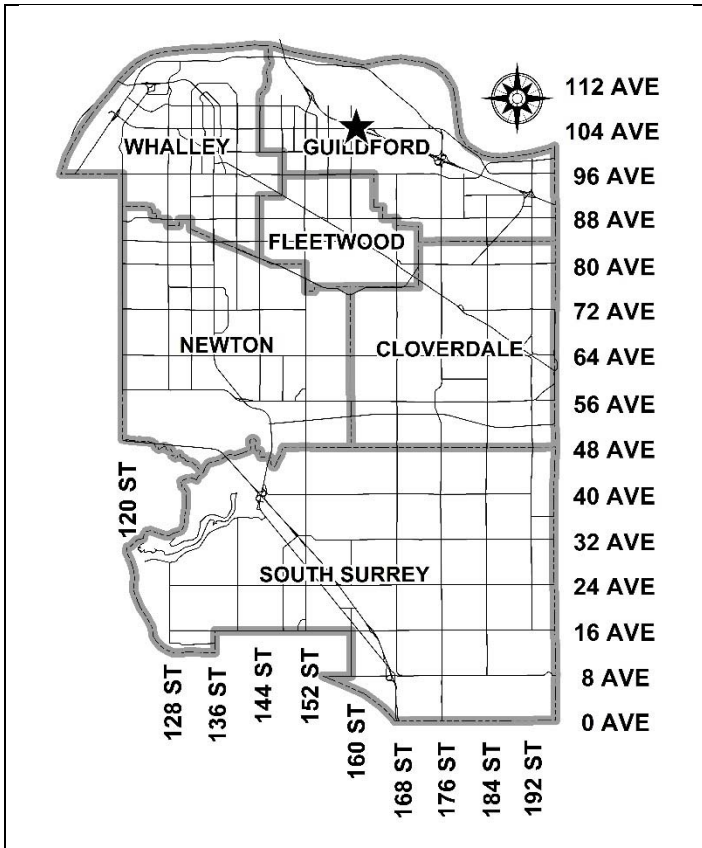 112 AVE
104 AVE
WHALLEY
GUILDFORD
96 AVE
88 AVE
FLEETWOOD
80 AVE
72 AVE
NEWTON
CLOVERDALE
64 AVE
56 AVE
48 AVE
120 ST
40 AVE
32 AVE
SOUTH SURREY
24 AVE
16 AVE
8 AVE
0 AVE
128 ST
136 ST
144 ST
152 ST
160 ST
168 ST
176 ST
184 ST
192 ST